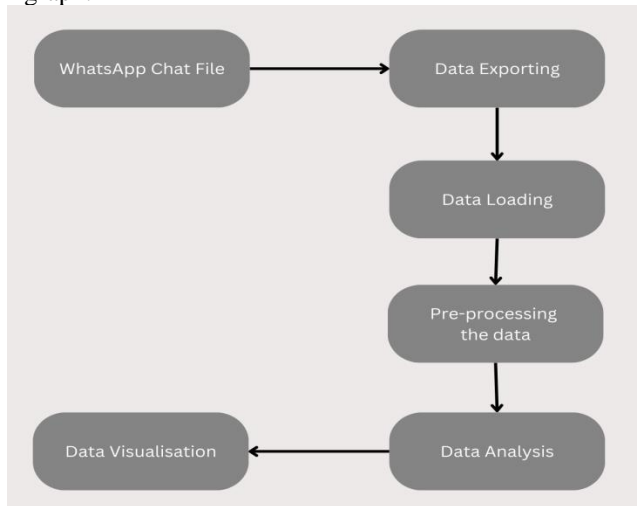 WhatsApp Chat File
Data Exporting
Data Loading
Pre-processing
the data
Data Analysis
Data Visualisation